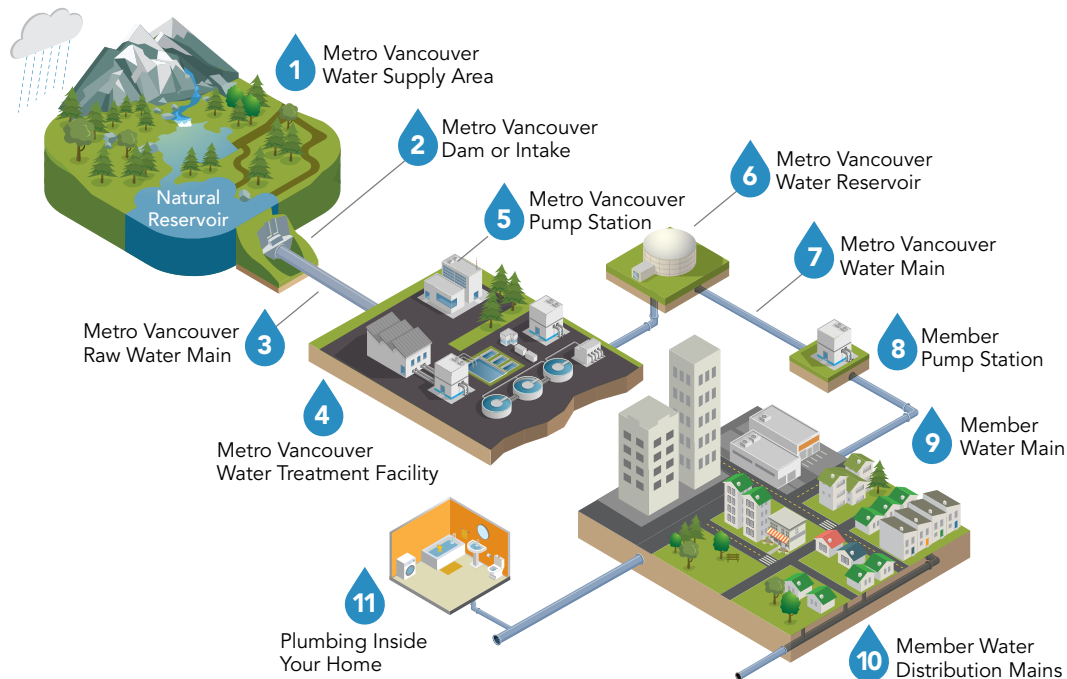 1
Metro Vancouver
Water Supply Area
2
Metro Vancouver
Dam or Intake
Natural
Reservoir
3
Metro Vancouver
Raw Water Main
4
Metro Vancouver
Water Treatment Facility
5
Metro Vancouver
Pump Station
6
Metro Vancouver
Water Reservoir
7
Metro Vancouver
Water Main
8
Member
Pump Station
9
Member
Water Main
10
Member Water
Distribution Mains
11
Plumbing Inside
Your Home